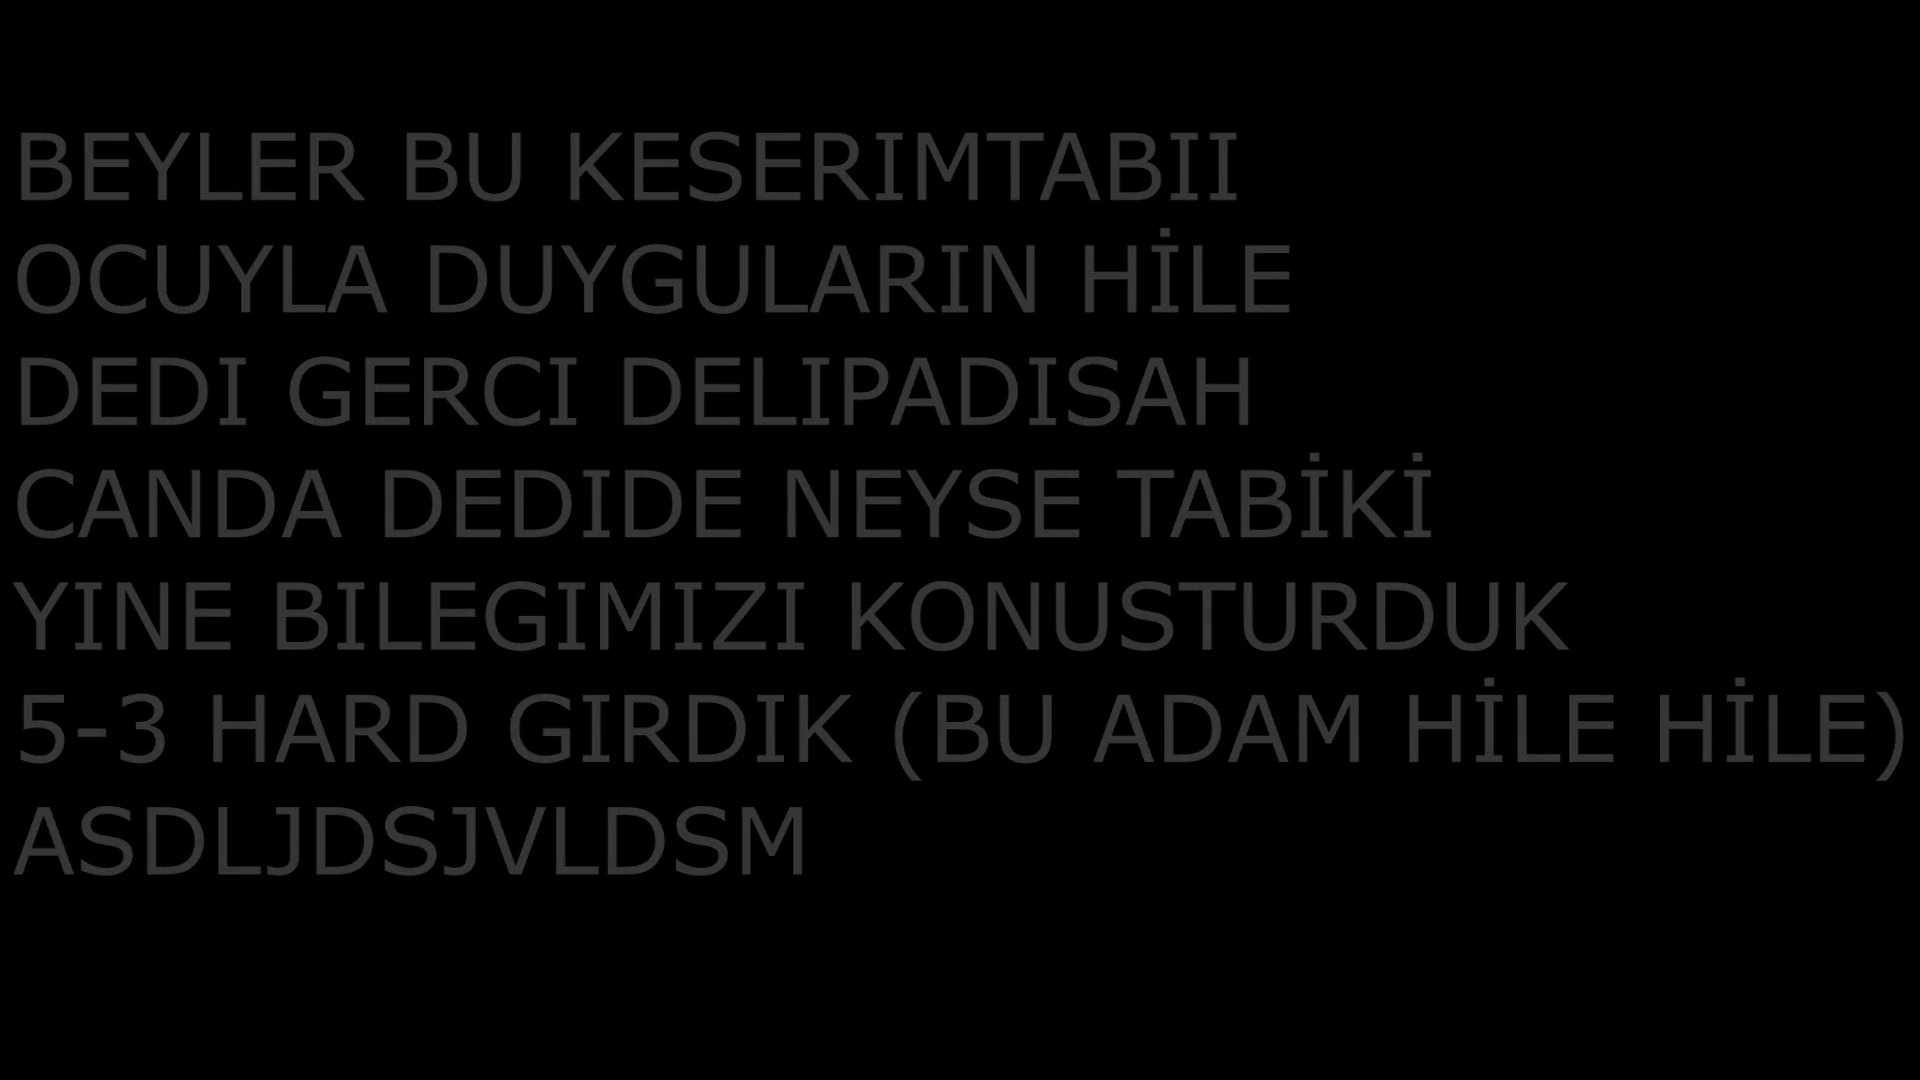 BEYLER BU KESERIMTABII
OCUYLA DUYGULARIN HİLE
DEDI GERCI DELIPADISAH
CANDA DEDIDE NEYSE TABİKİ
YINE BILEGIMIZI KONUSTURDUK
5-3 HARD GIRDIK (BU ADAM HİLE HİLE)
ASDLJDSJVLDSM